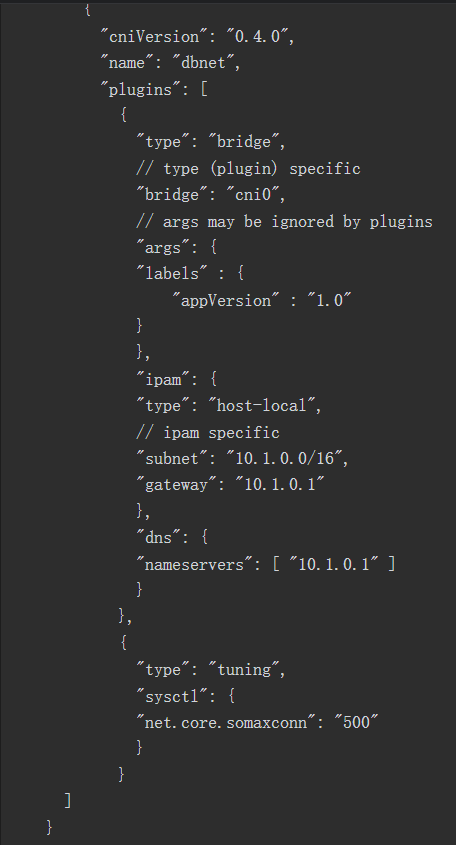 {
"cniVersion": "0.4.0",
"name": "dbnet",
"plugins": [
{
"type": "bridge",
// type (plugin) specific
"bridge": "cni0",
// args may be ignored by plugins
"args": {
"labels" : {
"appVersion" : "1.0"
}
},
"ipam": {
"type": "host-local",
// ipam specific
"subnet": "10.1.0.0/16",
"gateway": "10.1.0.1"
},
"dns": {
"nameservers": [ "10.1.0.1" ]
}
},
{
"type": "tuning",
"sysctl": {
"net.core.somaxconn": "500"
}
}
]
}